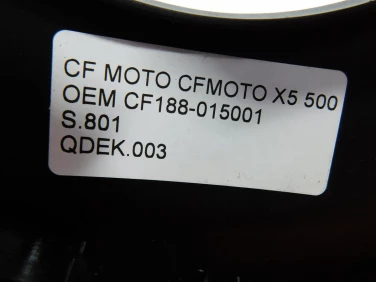 CF MOTO CFMOTO X5 500
OEM CF188-015001
S.801
QDEK.003